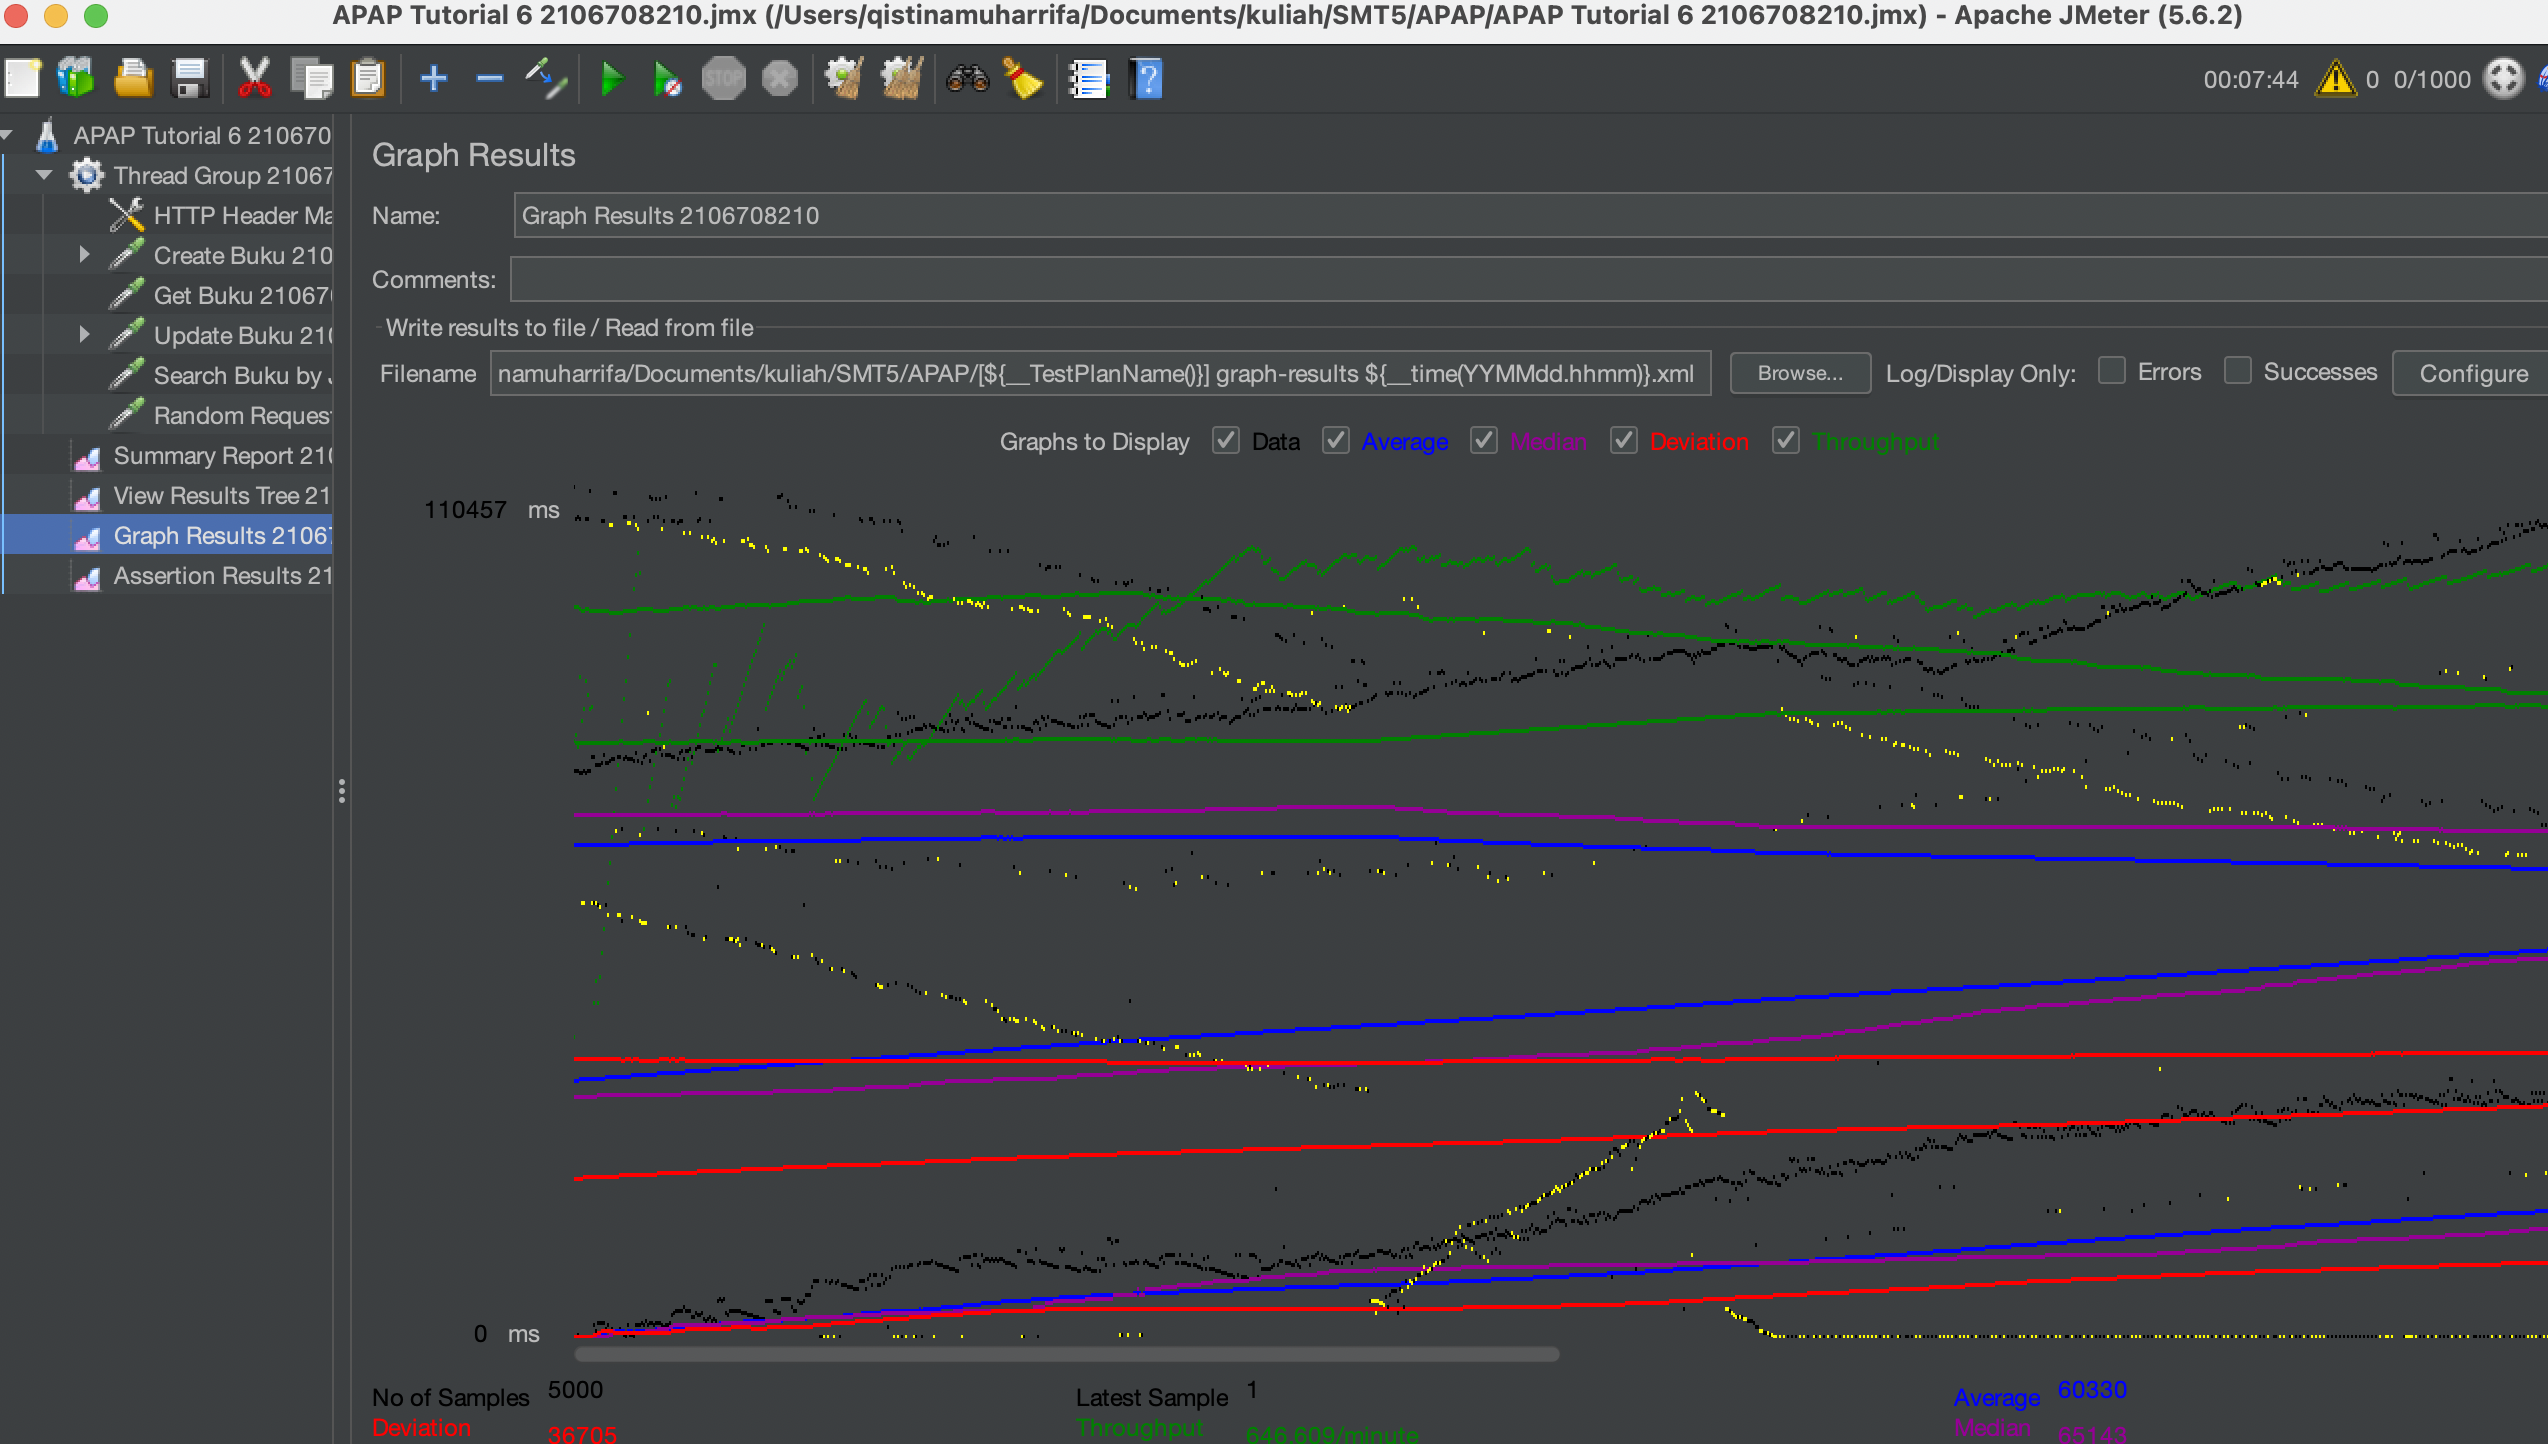 APAP Tutorial 6 2106708210.jmx (/Users/qistinamuharrifa/Documents/kuliah/SMT5/APAP/APAP Tutorial 6 2106708210.jmx) - Apache JMeter (5.6.2)
STOP
00:07:44 0 0/1000
APAP Tutorial 6 210670
Thread Group 21067
HTTP Header Ma
Create Buku 210
Get Buku 21067
Update Buku 21
Search Buku by
Random Reques
Summary Report 210
View Results Tree 21
Graph Results 2106
Assertion Results 21
Graph Results
Name: Graph Results 2106708210
Comments:
Write results to file / Read from file
Filename namuharrifa/Documents/kuliah/SMT5/APAP/[${__TestPlanName()}] graph-results ${__time(YYMMdd.hhmm)}.xml Browse... Log/Display Only: Errors Successes Configure
Graphs to Display Data Average Median Deviation Throughput
110457 ms
0 ms
No of Samples 5000 Latest Sample 1 Average 60330
Deviation 36705 Throughput 646.609/minute Median 65143